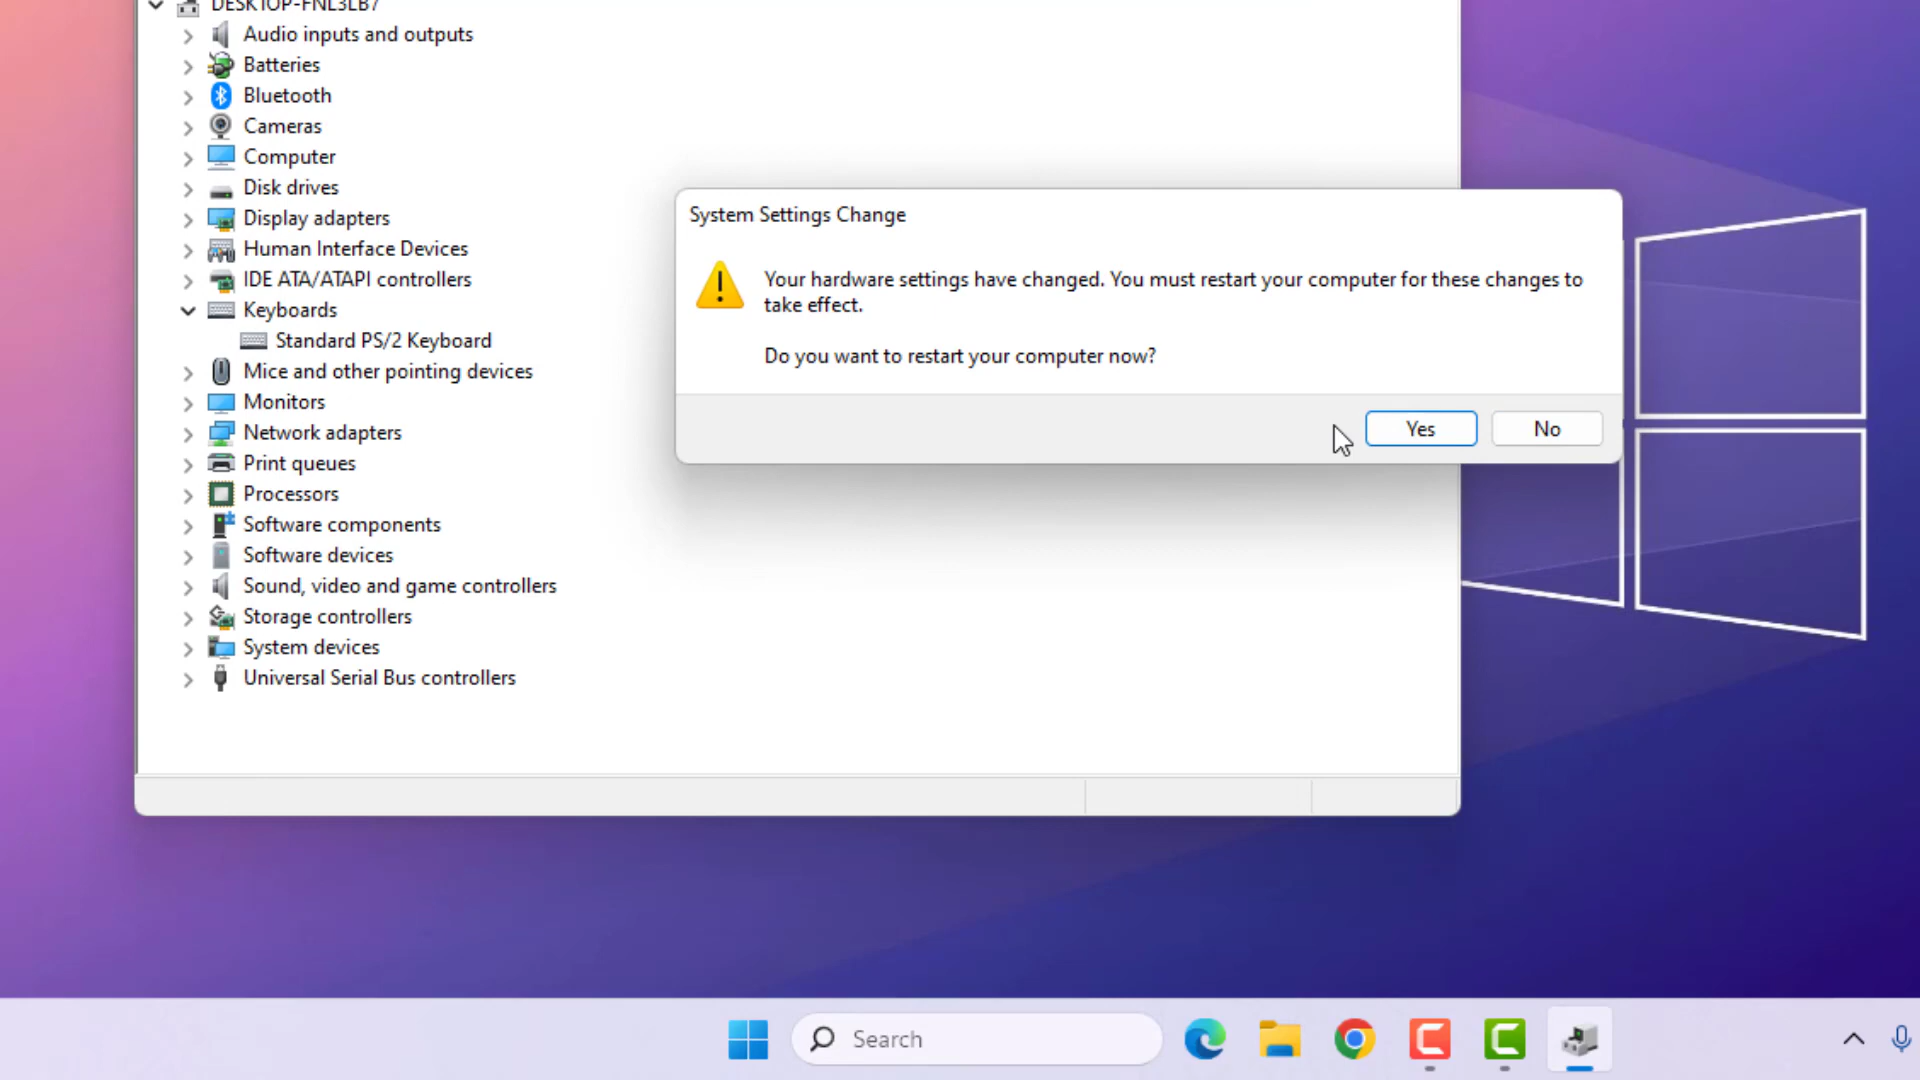 DESKTOP-FNL3LB7
Audio inputs and outputs
Batteries
Bluetooth
Cameras
Computer
Disk drives
Display adapters
Human Interface Devices
IDE ATA/ATAPI controllers
Keyboards
Standard PS/2 Keyboard
Mice and other pointing devices
Monitors
Network adapters
Print queues
Processors
Software components
Software devices
Sound, video and game controllers
Storage controllers
System devices
Universal Serial Bus controllers
System Settings Change
Your hardware settings have changed. You must restart your computer for these changes to
take effect.
Do you want to restart your computer now?
Yes
No
Search